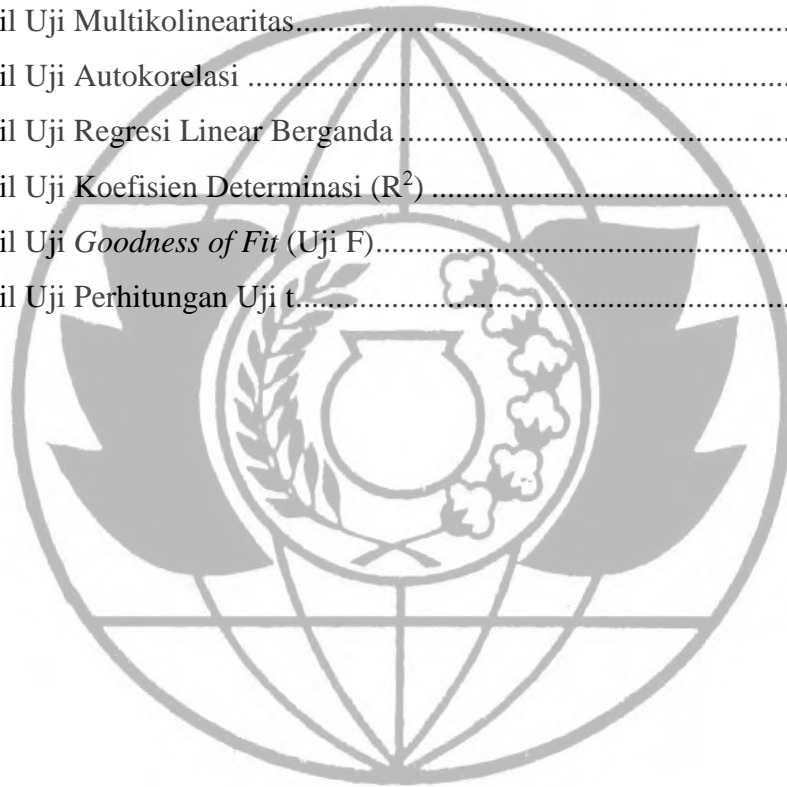 il Uji Multikolinearitas..............................................................
il Uji Autokorelasi .....................................................................
il Uji Regresi Linear Berganda ...................................................
il Uji Koefisien Determinasi (R²) ..............................................
il Uji Goodness of Fit (Uji F)......................................................
il Uji Perhitungan Uji t................................................................